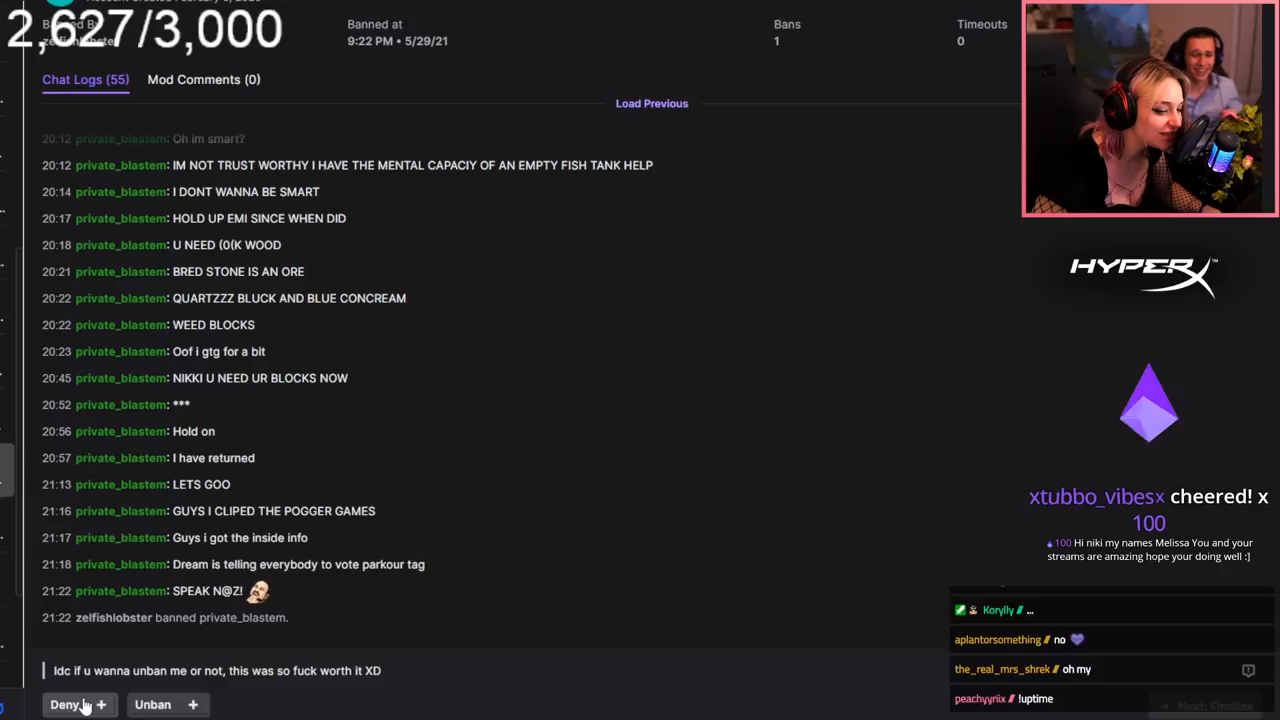 2,627/3,000
Banned at
Bans
Timeouts
9:22 PM • 5/29/21
1
0
Chat Logs (55)
Mod Comments (0)
Load Previous
20:12 private_blastem: Oh im smart?
20:12 private_blastem: IM NOT TRUST WORTHY I HAVE THE MENTAL CAPACIY OF AN EMPTY FISH TANK HELP
20:14 private_blastem: I DONT WANNA BE SMART
20:17 private_blastem: HOLD UP EMI SINCE WHEN DID
20:18 private_blastem: U NEED (0(K WOOD
20:21 private_blastem: BRED STONE IS AN ORE
20:22 private_blastem: QUARTZZZ BLUCK AND BLUE CONCREAM
20:22 private_blastem: WEED BLOCKS
20:23 private_blastem: Oof i gtg for a bit
20:45 private_blastem: NIKKI U NEED UR BLOCKS NOW
20:52 private_blastem: ***
20:56 private_blastem: Hold on
20:57 private_blastem: I have returned
21:13 private_blastem: LETS GOO
21:16 private_blastem: GUYS I CLIPED THE POGGER GAMES
21:17 private_blastem: Guys i got the inside info
21:18 private_blastem: Dream is telling everybody to vote parkour tag
21:22 private_blastem: SPEAK N@Z!
21:22 zelfishlobster banned private_blastem.
Idc if u wanna unban me or not, this was so fuck worth it XD
Deny +
Unban +
HYPERX™
xtubbo_vibesx cheered! x
100
100 Hi niki my names Melissa You and your
streams are amazing hope your doing well :]
Korylly // ...
aplantorsomething // no
the_real_mrs_shrek // oh my
peachyyriix // !uptime
Next: Finalize